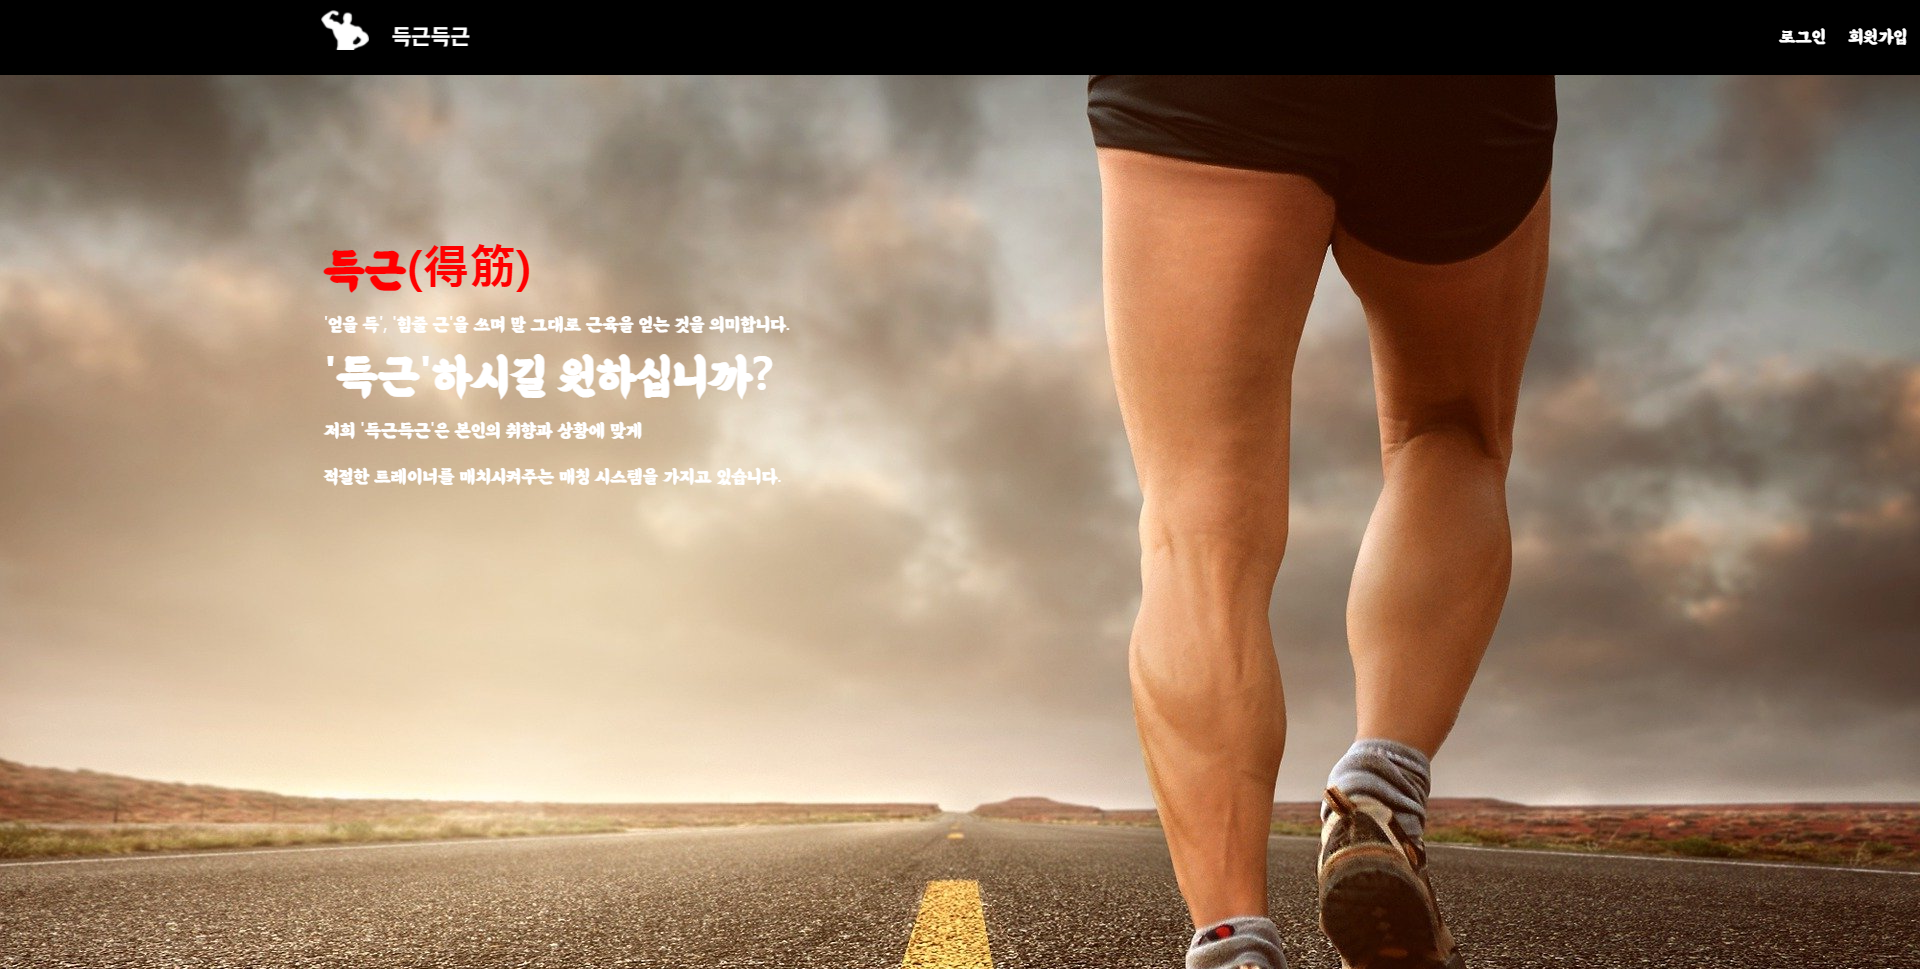 득근득근
로그인 회원가입
득근(得筋)
'얻을 득', '힘줄 근'을 쓰며 말 그대로 근육을 얻는 것을 의미합니다.
'득근'하시길 원하십니까?
저희 '득근득근'은 본인의 취향과 상황에 맞게
적절한 트레이너를 매치시켜주는 매칭 시스템을 가지고 있습니다.